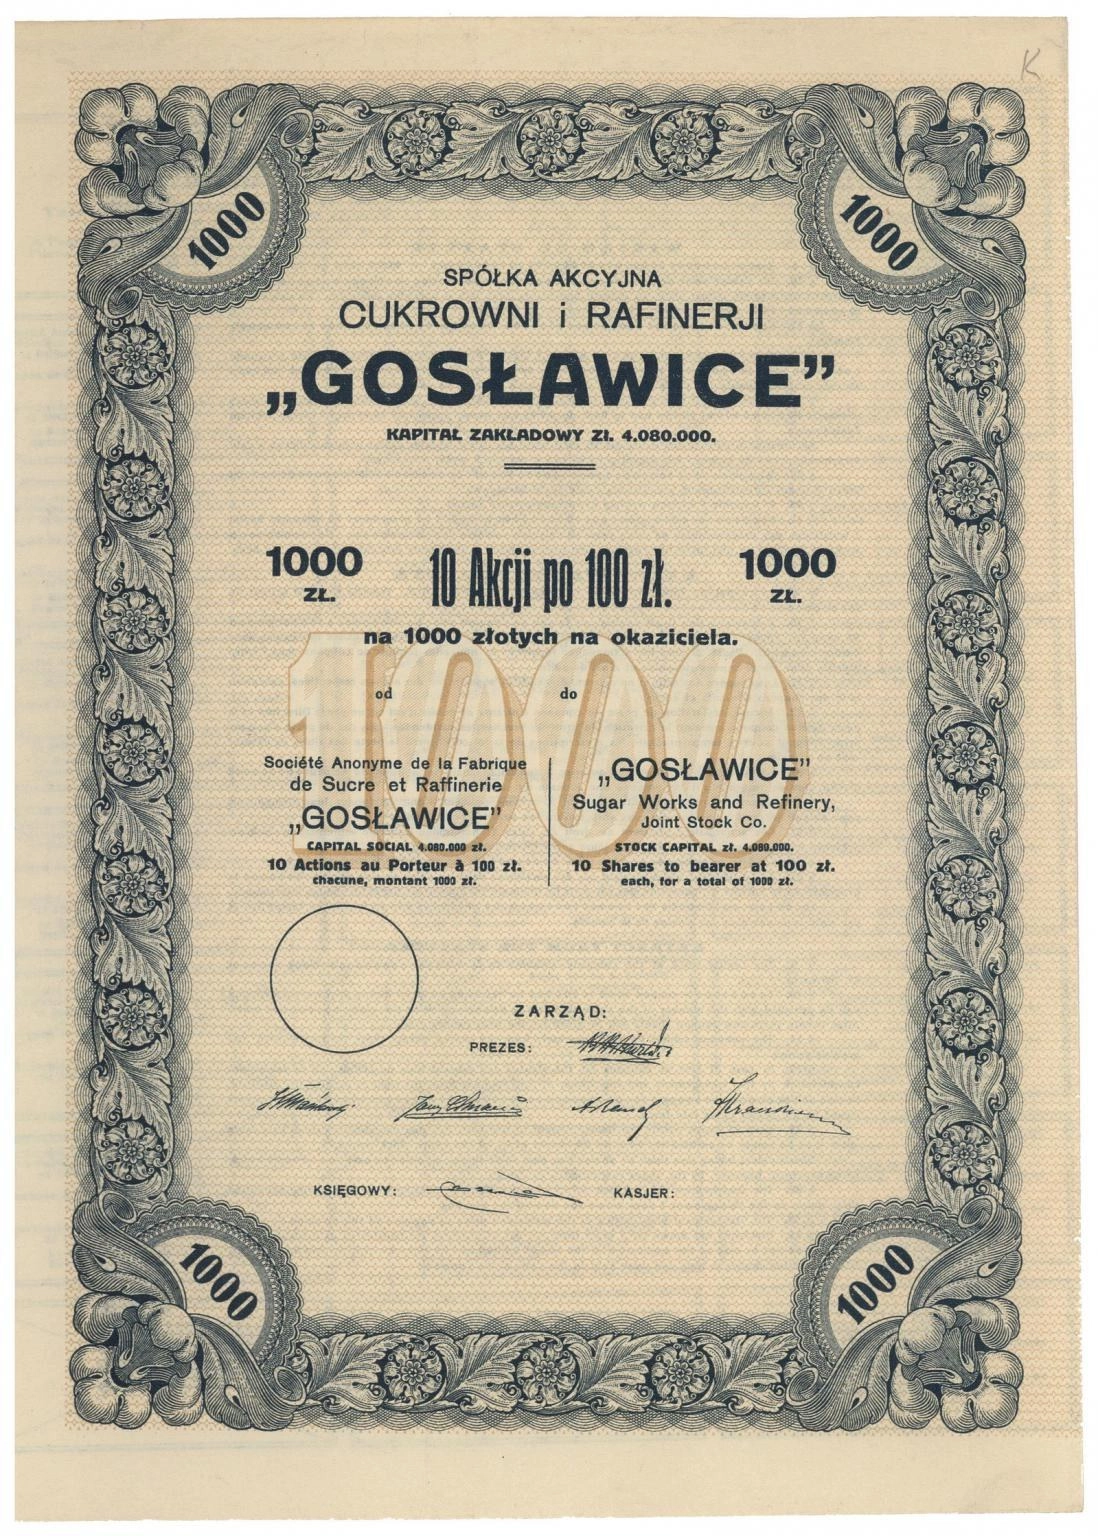 K
1000
1000
SPÓŁKA AKCYJNA
CUKROWNI i RAFINERJI
„GOSŁAWICE”
KAPITAŁ ZAKŁADOWY Zł. 4.080.000.
1000 ZŁ.
10 Akcji po 100 zł.
1000 ZŁ.
na 1000 złotych na okaziciela.
1000
od do
Société Anonyme de la Fabrique
de Sucre et Raffinerie
„GOSŁAWICE”
CAPITAL SOCIAL 4.080.000 zł.
10 Actions au Porteur à 100 zł.
chacune, montant 1000 zł.
„GOSŁAWICE”
Sugar Works and Refinery,
Joint Stock Co.
STOCK CAPITAL zł. 4.080.000.
10 Shares to bearer at 100 zł.
each, for a total of 1000 zł.
ZARZĄD:
PREZES:
KSIĘGOWY:
KASJER:
1000
1000